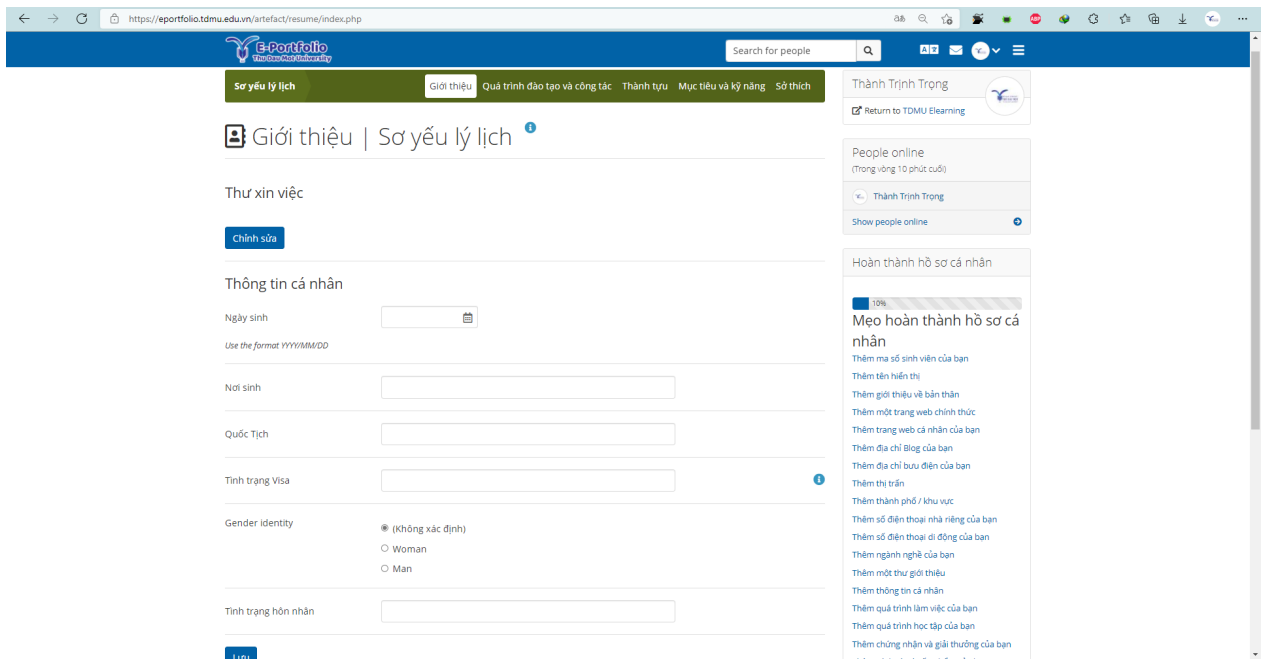 https://eportfolio.tdmu.edu.vn/artefact/resume/index.php
E-Portfolio
Thu Dau Mot University
Search for people
Sơ yếu lý lịch
Giới thiệu
Quá trình đào tạo và công tác
Thành tựu
Mục tiêu và kỹ năng
Sở thích
Giới thiệu | Sơ yếu lý lịch
Thư xin việc
Chỉnh sửa
Thông tin cá nhân
Ngày sinh
Use the format YYYY/MM/DD
Nơi sinh
Quốc Tịch
Tình trạng Visa
Gender identity
(Không xác định)
Woman
Man
Tình trạng hôn nhân
Lưu
Thành Trịnh Trọng
Return to TDMU Elearning
People online
(Trong vòng 10 phút cuối)
Thành Trịnh Trọng
Show people online
Hoàn thành hồ sơ cá nhân
10%
Mẹo hoàn thành hồ sơ cá
nhân
Thêm mã số sinh viên của bạn
Thêm tên hiển thị
Thêm giới thiệu về bản thân
Thêm một trang web chính thức
Thêm trang web cá nhân của bạn
Thêm địa chỉ Blog của bạn
Thêm địa chỉ bưu điện của bạn
Thêm thị trấn
Thêm thành phố / khu vực
Thêm số điện thoại nhà riêng của bạn
Thêm số điện thoại di động của bạn
Thêm ngành nghề của bạn
Thêm một thư giới thiệu
Thêm thông tin cá nhân
Thêm quá trình làm việc của bạn
Thêm quá trình học tập của bạn
Thêm chứng nhận và giải thưởng của bạn